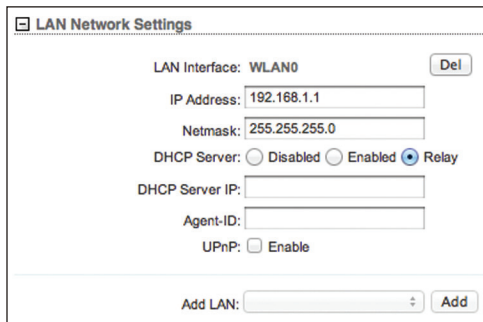 LAN Network Settings
LAN Interface: WLAN0 Del
IP Address: 192.168.1.1
Netmask: 255.255.255.0
DHCP Server: Disabled Enabled Relay
DHCP Server IP:
Agent-ID:
UPnP: Enable
Add LAN: Add